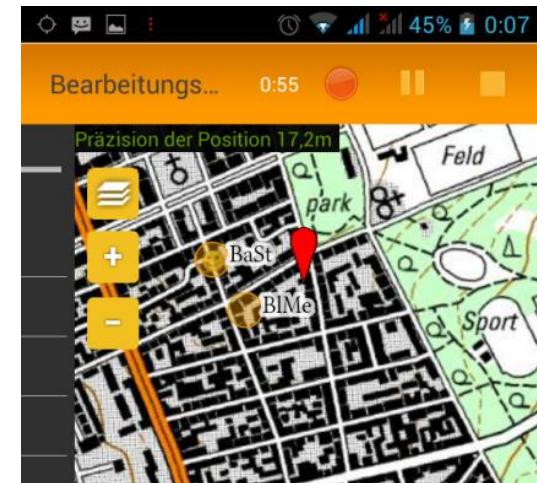 45% 0:07
Bearbeitungs... 0:55
Präzision der Position 17,2m
Feld
park
BaSt
BlMe
Sport
+
-